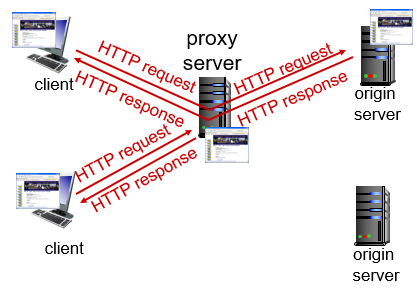 proxy
server
client
HTTP request
HTTP response
HTTP request
HTTP response
origin
server
HTTP request
HTTP response
client
origin
server